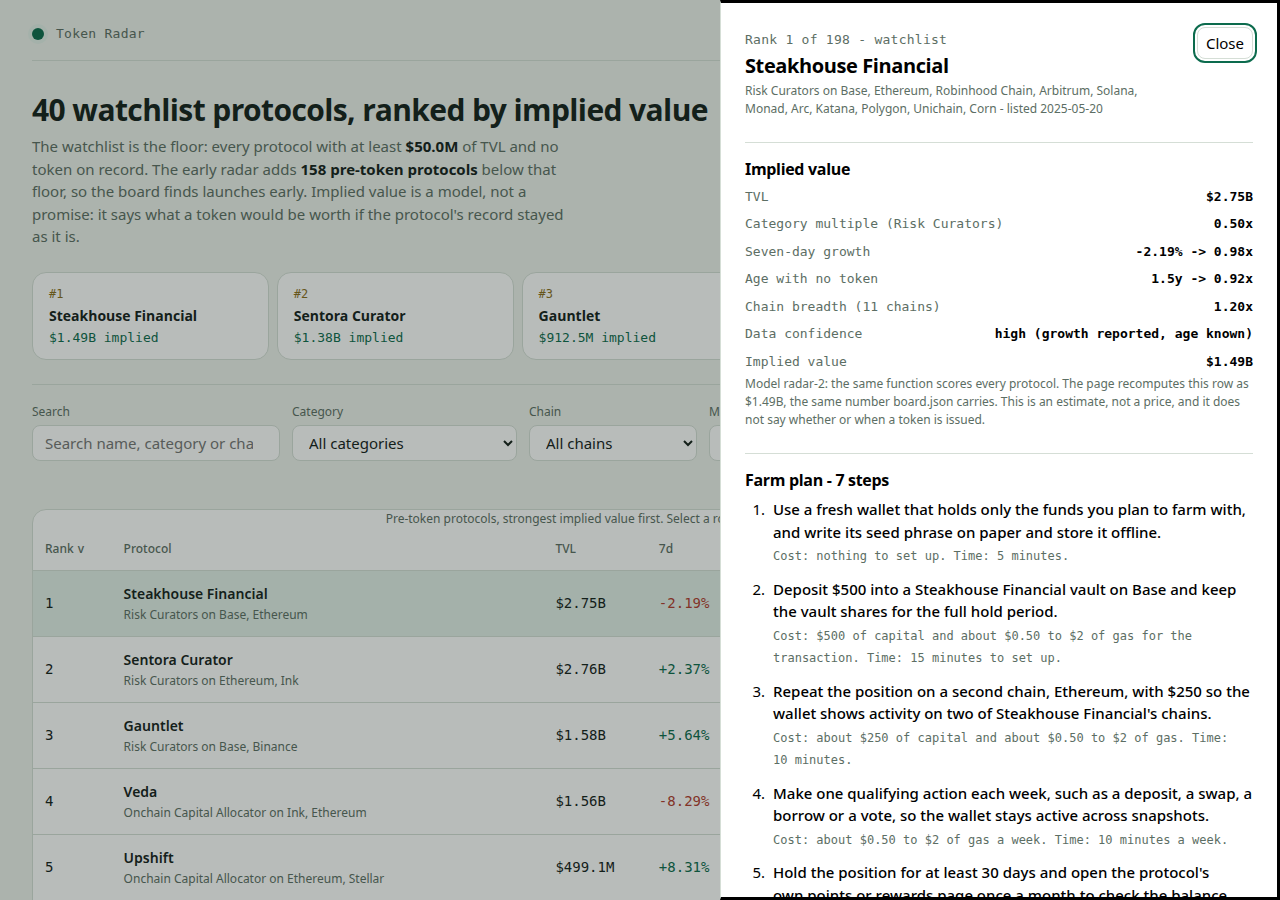 Token Radar
40 watchlist protocols, ranked by implied value
The watchlist is the floor: every protocol with at least $50.0M of TVL and no
token on record. The early radar adds 158 pre-token protocols below that
floor, so the board finds launches early. Implied value is a model, not a
promise: it says what a token would be worth if the protocol's record stayed
as it is.
#1
Steakhouse Financial
$1.49B implied
#2
Sentora Curator
$1.38B implied
#3
Gauntlet
$912.5M implied
Search
Category
Chain
M
Search name, category or cha
All categories
All chains
Pre-token protocols, strongest implied value first. Select a ro
Rank v Protocol TVL 7d
1 Steakhouse Financial $2.75B -2.19%
Risk Curators on Base, Ethereum
2 Sentora Curator $2.76B +2.37%
Risk Curators on Ethereum, Ink
3 Gauntlet $1.58B +5.64%
Risk Curators on Base, Binance
4 Veda $1.56B -8.29%
Onchain Capital Allocator on Ink, Ethereum
5 Upshift $499.1M +8.31%
Onchain Capital Allocator on Ethereum, Stellar
Rank 1 of 198 - watchlist
Close
Steakhouse Financial
Risk Curators on Base, Ethereum, Robinhood Chain, Arbitrum, Solana,
Monad, Arc, Katana, Polygon, Unichain, Corn - listed 2025-05-20
Implied value
TVL $2.75B
Category multiple (Risk Curators) 0.50x
Seven-day growth -2.19% -> 0.98x
Age with no token 1.5y -> 0.92x
Chain breadth (11 chains) 1.20x
Data confidence high (growth reported, age known)
Implied value $1.49B
Model radar-2: the same function scores every protocol. The page recomputes this row as
$1.49B, the same number board.json carries. This is an estimate, not a price, and it does
not say whether or when a token is issued.
Farm plan - 7 steps
1. Use a fresh wallet that holds only the funds you plan to farm with,
and write its seed phrase on paper and store it offline.
Cost: nothing to set up. Time: 5 minutes.
2. Deposit $500 into a Steakhouse Financial vault on Base and keep
the vault shares for the full hold period.
Cost: $500 of capital and about $0.50 to $2 of gas for the
transaction. Time: 15 minutes to set up.
3. Repeat the position on a second chain, Ethereum, with $250 so the
wallet shows activity on two of Steakhouse Financial's chains.
Cost: about $250 of capital and about $0.50 to $2 of gas. Time:
10 minutes.
4. Make one qualifying action each week, such as a deposit, a swap, a
borrow or a vote, so the wallet stays active across snapshots.
Cost: about $0.50 to $2 of gas a week. Time: 10 minutes a week.
5. Hold the position for at least 30 days and open the protocol's
own points or rewards page once a month to check the balance